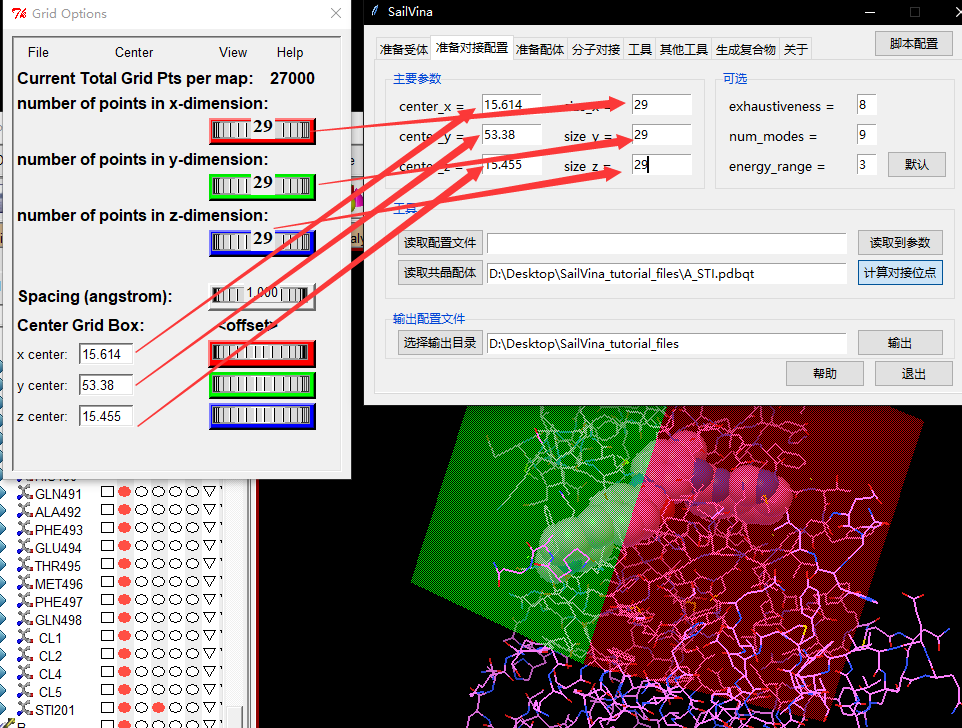 Grid Options
File Center View Help
Current Total Grid Pts per map: 27000
number of points in x-dimension:
29
number of points in y-dimension:
29
number of points in z-dimension:
29
Spacing (angstrom): 1.000
Center Grid Box: <offset>
x center: 15.614
y center: 53.38
z center: 15.455
GLN491
ALA492
PHE493
GLU494
THR495
MET496
PHE497
GLN498
CL1
CL2
CL4
CL5
STI201
SailVina
准备受体 准备对接配置 准备配体 分子对接 工具 其他工具 生成复合物 关于
脚本配置
主要参数
center_x = 15.614 size_x = 29
center_y = 53.38 size_y = 29
center_z = 15.455 size_z = 29
可选
exhaustiveness = 8
num_modes = 9
energy_range = 3 默认
工具
读取配置文件 读取到参数
读取共晶配体 D:\Desktop\SailVina_tutorial_files\A_STI.pdbqt 计算对接位点
输出配置文件
选择输出目录 D:\Desktop\SailVina_tutorial_files 输出
帮助 退出